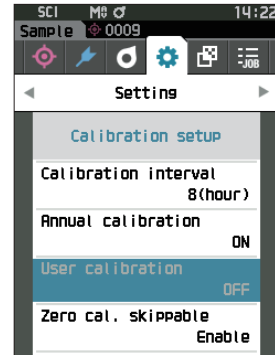 SCI M 14:22
Sample 0009
-JOB
Setting
Calibration setup
Calibration interval
8(hour)
Annual calibration
ON
User calibration
OFF
Zero cal. skippable
Enable